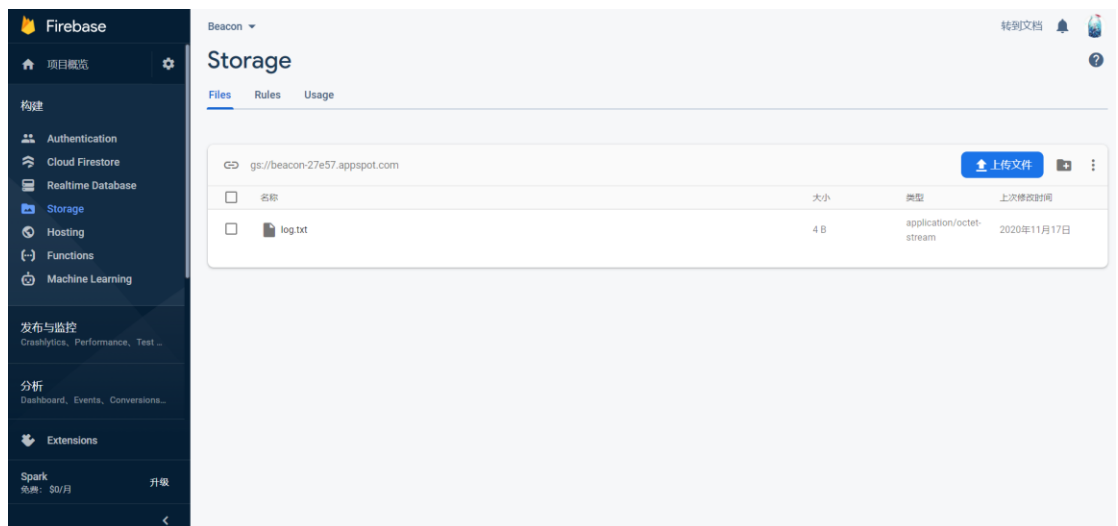 Firebase
项目概览
构建
Authentication
Cloud Firestore
Realtime Database
Storage
Hosting
Functions
Machine Learning
发布与监控
Crashlytics、Performance、Test ...
分析
Dashboard、Events、Conversions...
Extensions
Spark
免费：$0/月
升级
Beacon
转到文档
Storage
Files Rules Usage
gs://beacon-27e57.appspot.com
上传文件
名称 大小 类型 上次修改时间
log.txt 4 B application/octet-stream 2020年11月17日